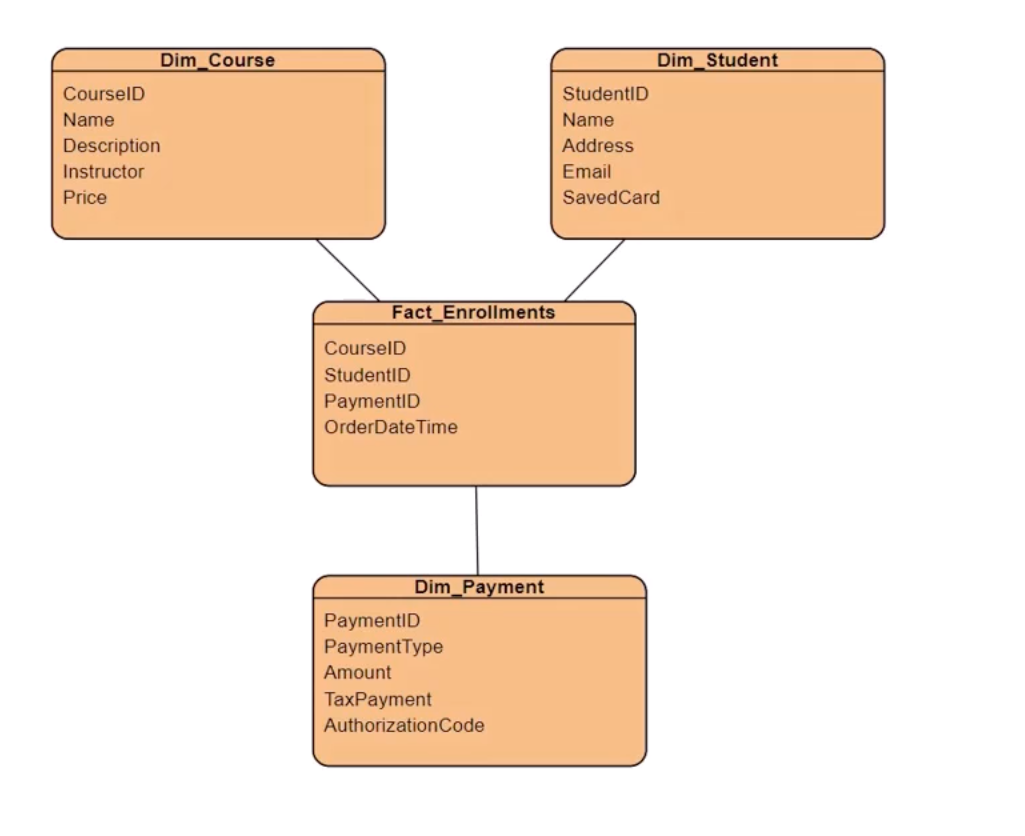 Dim_Course
CourseID
Name
Description
Instructor
Price
Dim_Student
StudentID
Name
Address
Email
SavedCard
Fact_Enrollments
CourseID
StudentID
PaymentID
OrderDateTime
Dim_Payment
PaymentID
PaymentType
Amount
TaxPayment
AuthorizationCode